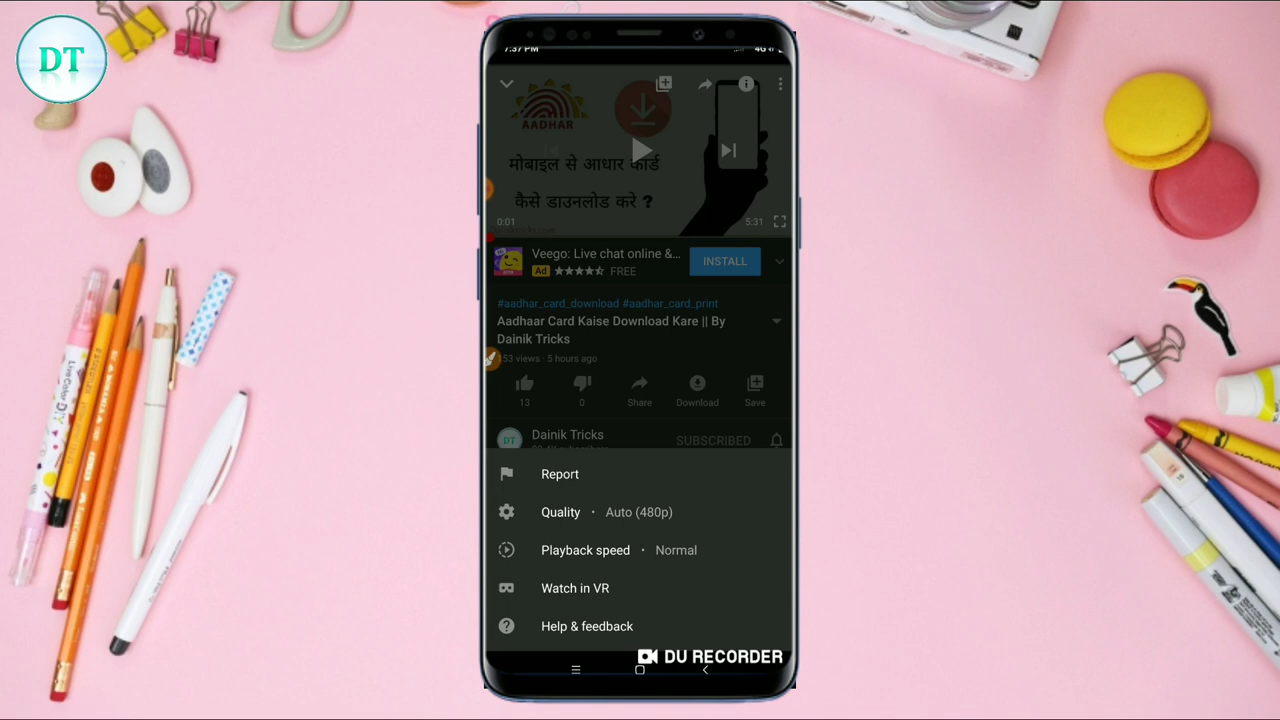 DT
7:37 PM
4G
AADHAR
मोबाइल से आधार कार्ड
कैसे डाउनलोड करे ?
0:01
5:31
Veego: Live chat online &...
Ad
FREE
INSTALL
#aadhar_card_download #aadhar_card_print
Aadhaar Card Kaise Download Kare || By
Dainik Tricks
53 views · 5 hours ago
13
0
Share
Download
Save
DT
Dainik Tricks
SUBSCRIBED
Report
Quality · Auto (480p)
Playback speed · Normal
Watch in VR
Help & feedback
DU RECORDER